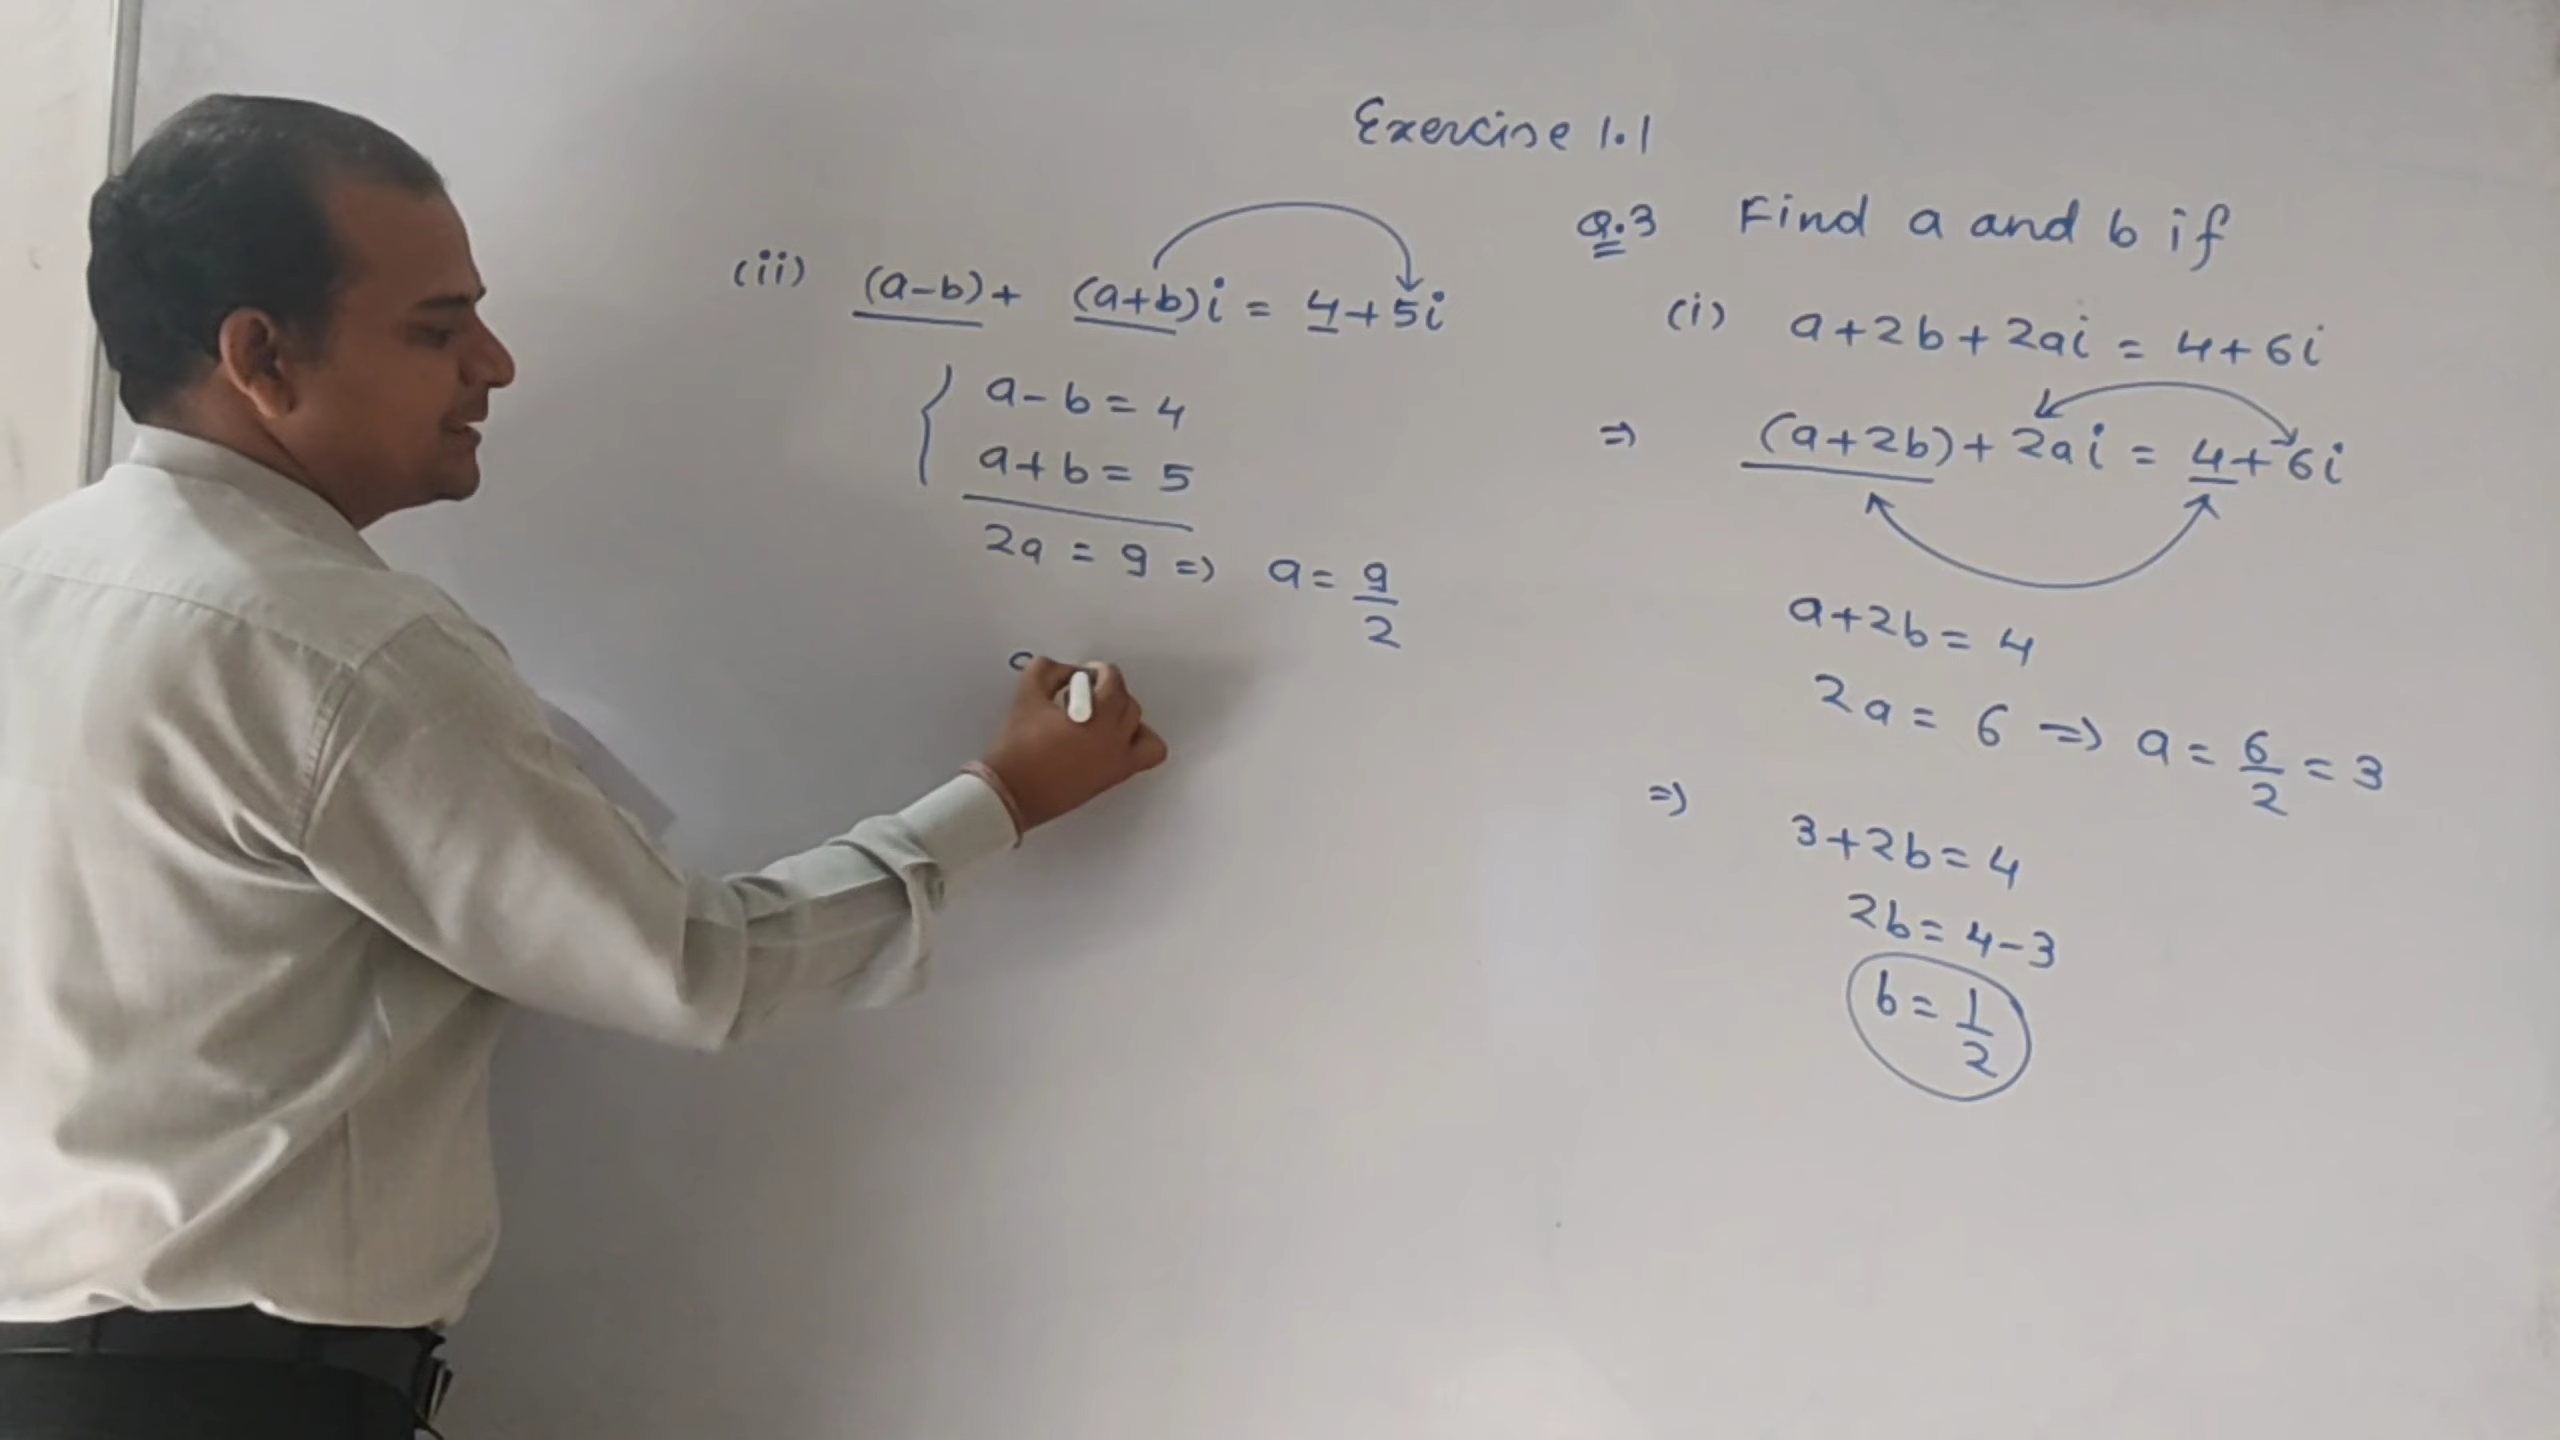 Exercise 1.1
Q.3 Find a and b if
(i) a+2b+2ai = 4+6i
⇒ (a+2b)+2ai = 4+6i
a+2b = 4
2a = 6 ⇒ a = 6/2 = 3
⇒ 3+2b = 4
2b = 4-3
b = 1/2
(ii) (a-b)+ (a+b)i = 4+5i
a-b = 4
a+b = 5
2a = 9 ⇒ a = 9/2